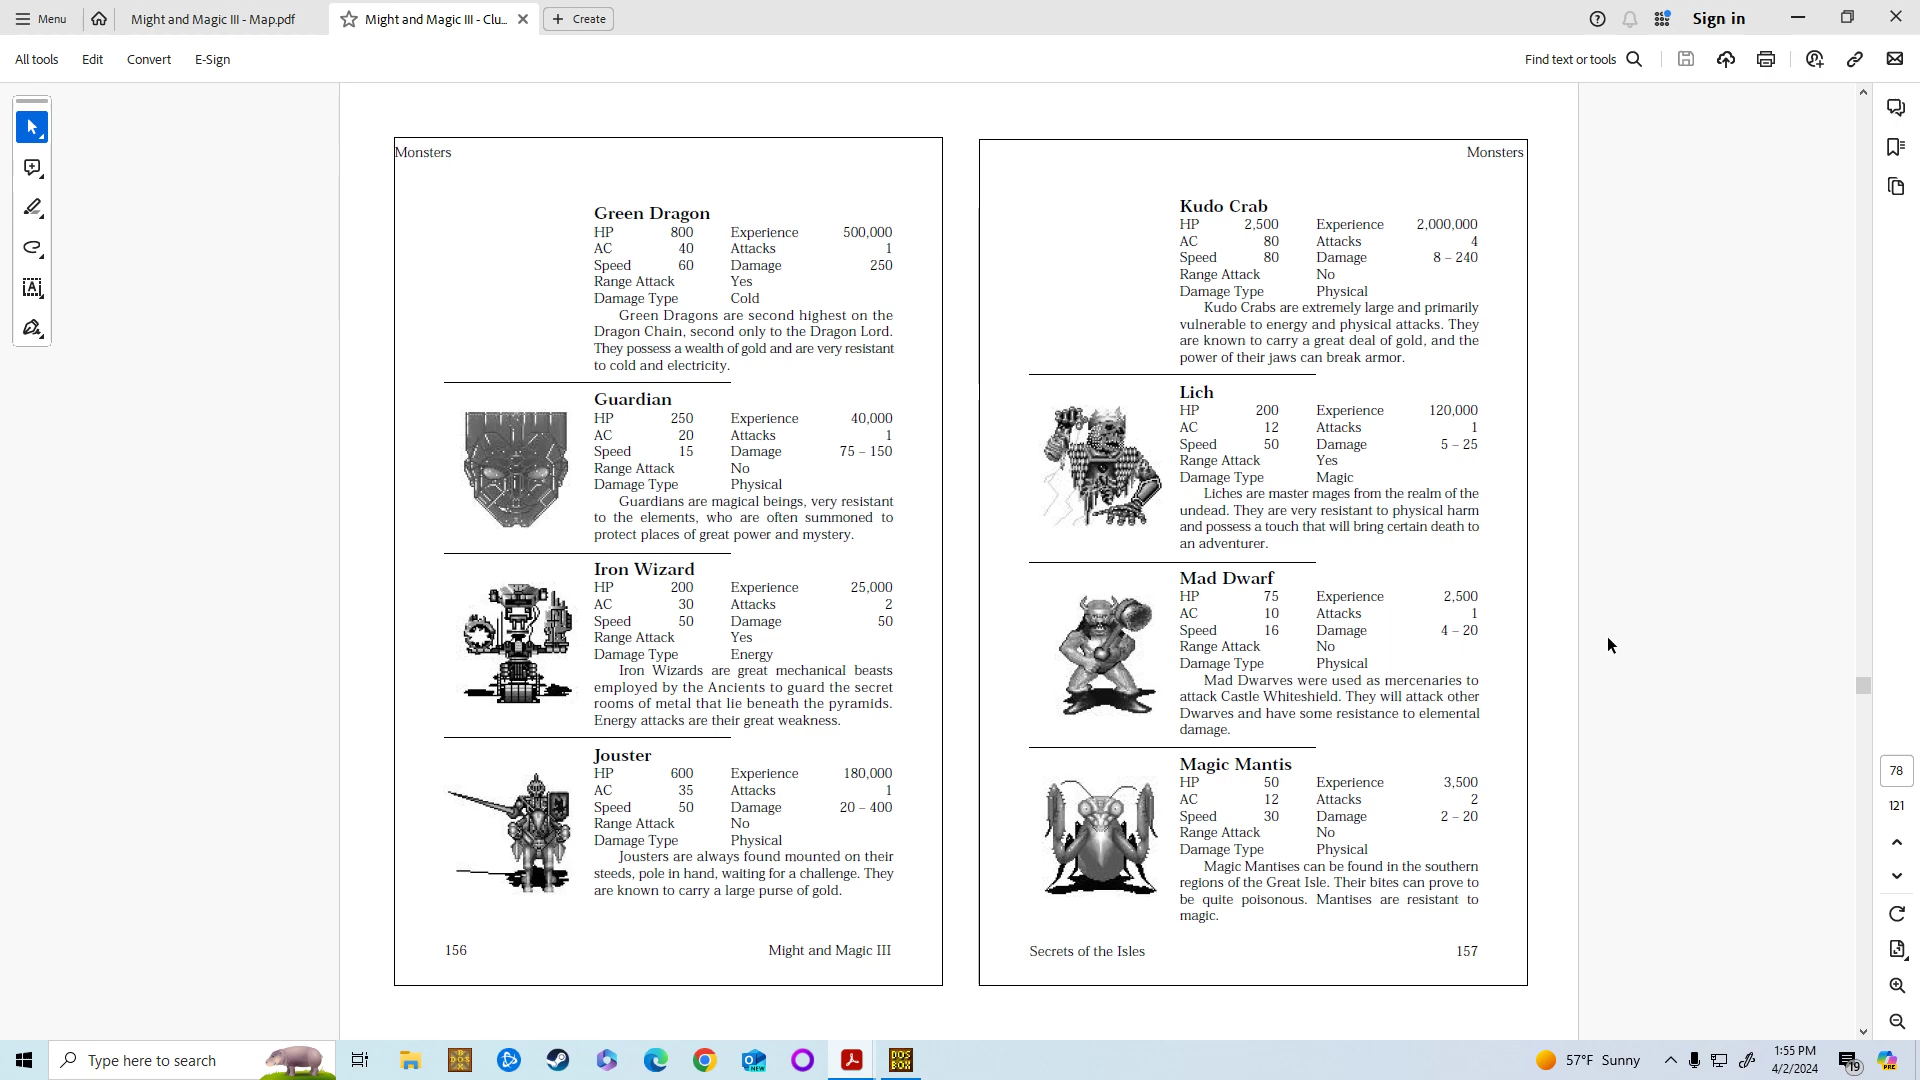 Menu
Might and Magic III - Map.pdf
Might and Magic III - Clu...
Create
Sign in
All tools
Edit
Convert
E-Sign
Find text or tools
Monsters
Green Dragon
HP 800 Experience 500,000
AC 40 Attacks 1
Speed 60 Damage 250
Range Attack Yes
Damage Type Cold
Green Dragons are second highest on the
Dragon Chain, second only to the Dragon Lord.
They possess a wealth of gold and are very resistant
to cold and electricity.
Guardian
HP 250 Experience 40,000
AC 20 Attacks 1
Speed 15 Damage 75 – 150
Range Attack No
Damage Type Physical
Guardians are magical beings, very resistant
to the elements, who are often summoned to
protect places of great power and mystery.
Iron Wizard
HP 200 Experience 25,000
AC 30 Attacks 2
Speed 50 Damage 50
Range Attack Yes
Damage Type Energy
Iron Wizards are great mechanical beasts
employed by the Ancients to guard the secret
rooms of metal that lie beneath the pyramids.
Energy attacks are their great weakness.
Jouster
HP 600 Experience 180,000
AC 35 Attacks 1
Speed 50 Damage 20 – 400
Range Attack No
Damage Type Physical
Jousters are always found mounted on their
steeds, pole in hand, waiting for a challenge. They
are known to carry a large purse of gold.
156 Might and Magic III
Monsters
Kudo Crab
HP 2,500 Experience 2,000,000
AC 80 Attacks 4
Speed 80 Damage 8 – 240
Range Attack No
Damage Type Physical
Kudo Crabs are extremely large and primarily
vulnerable to energy and physical attacks. They
are known to carry a great deal of gold, and the
power of their jaws can break armor.
Lich
HP 200 Experience 120,000
AC 12 Attacks 1
Speed 50 Damage 5 – 25
Range Attack Yes
Damage Type Magic
Liches are master mages from the realm of the
undead. They are very resistant to physical harm
and possess a touch that will bring certain death to
an adventurer.
Mad Dwarf
HP 75 Experience 2,500
AC 10 Attacks 1
Speed 16 Damage 4 – 20
Range Attack No
Damage Type Physical
Mad Dwarves were used as mercenaries to
attack Castle Whiteshield. They will attack other
Dwarves and have some resistance to elemental
damage.
Magic Mantis
HP 50 Experience 3,500
AC 12 Attacks 2
Speed 30 Damage 2 – 20
Range Attack No
Damage Type Physical
Magic Mantises can be found in the southern
regions of the Great Isle. Their bites can prove to
be quite poisonous. Mantises are resistant to
magic.
Secrets of the Isles 157
78
121
Type here to search
DOS
BOX
NEW
57°F Sunny
1:55 PM
4/2/2024
19
PRE